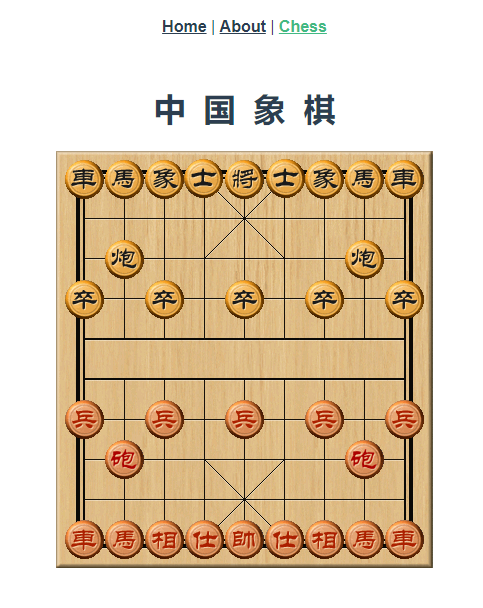 Home | About | Chess
中国象棋
車馬象士将士象馬車
炮炮
卒卒卒卒卒
兵兵兵兵兵
砲砲
車馬相仕帥仕相馬車